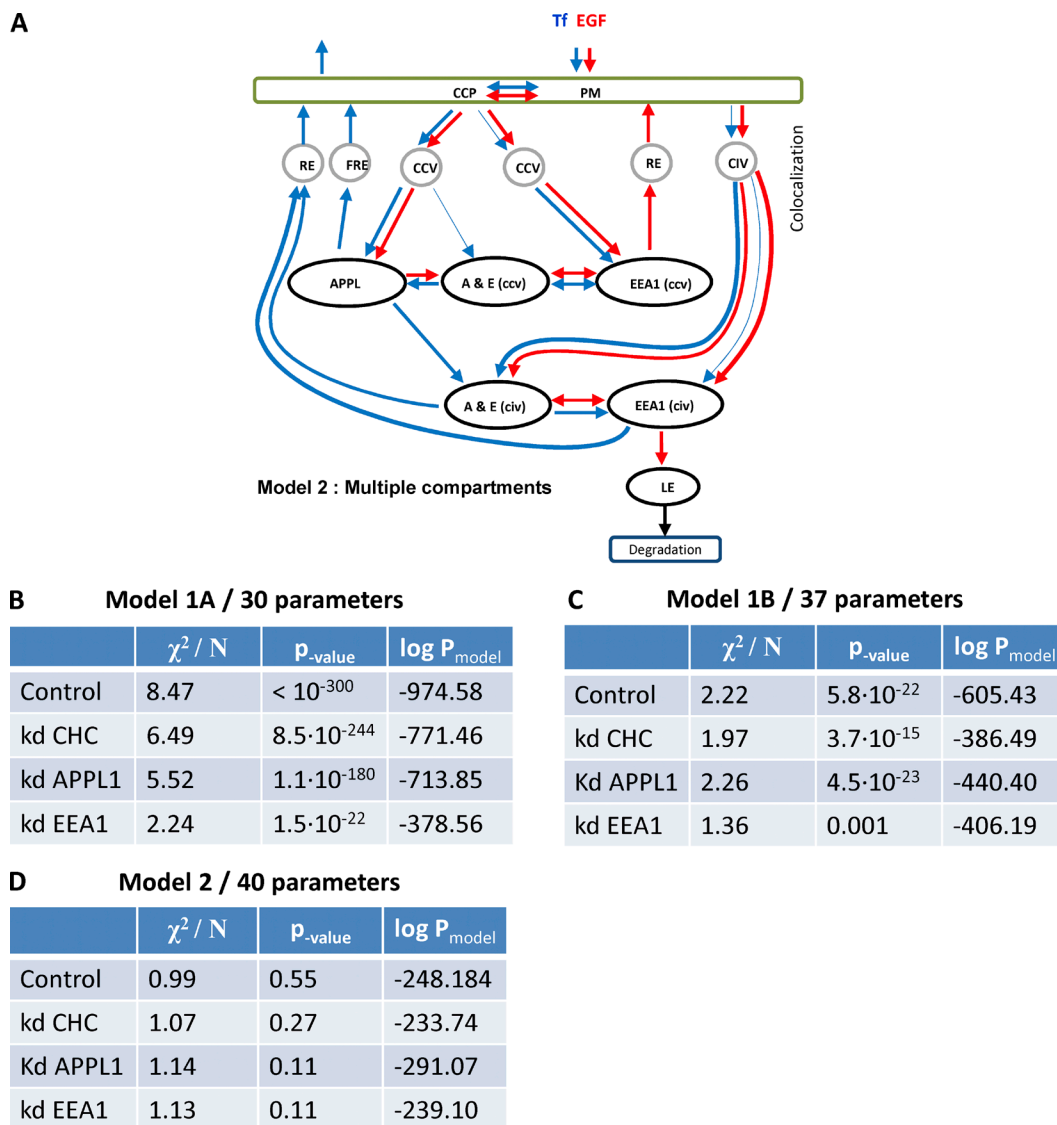 A
Tf EGF
CCP PM
RE FRE CCV CCV RE CIV
Colocalization
APPL A & E (ccv) EEA1 (ccv)
A & E (civ) EEA1 (civ)
Model 2 : Multiple compartments
LE
Degradation
B Model 1A / 30 parameters
χ² / N p-value log Pmodel
Control 8.47 < 10⁻³⁰⁰ -974.58
kd CHC 6.49 8.5·10⁻²⁴⁴ -771.46
kd APPL1 5.52 1.1·10⁻¹⁸⁰ -713.85
kd EEA1 2.24 1.5·10⁻²² -378.56
C Model 1B / 37 parameters
χ² / N p-value log Pmodel
Control 2.22 5.8·10⁻²² -605.43
kd CHC 1.97 3.7·10⁻¹⁵ -386.49
Kd APPL1 2.26 4.5·10⁻²³ -440.40
kd EEA1 1.36 0.001 -406.19
D Model 2 / 40 parameters
χ² / N p-value log Pmodel
Control 0.99 0.55 -248.184
kd CHC 1.07 0.27 -233.74
Kd APPL1 1.14 0.11 -291.07
kd EEA1 1.13 0.11 -239.10